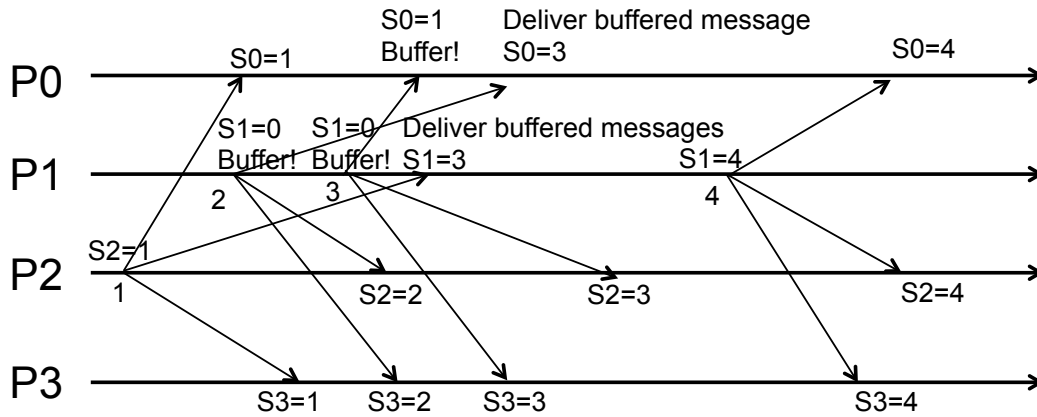 S0=1
Deliver buffered message
Buffer!
S0=3
S0=1
S0=4
P0
S1=0
S1=0
Deliver buffered messages
Buffer!
Buffer!
S1=3
S1=4
P1
2
3
4
S2=1
P2
1
S2=2
S2=3
S2=4
P3
S3=1
S3=2
S3=3
S3=4